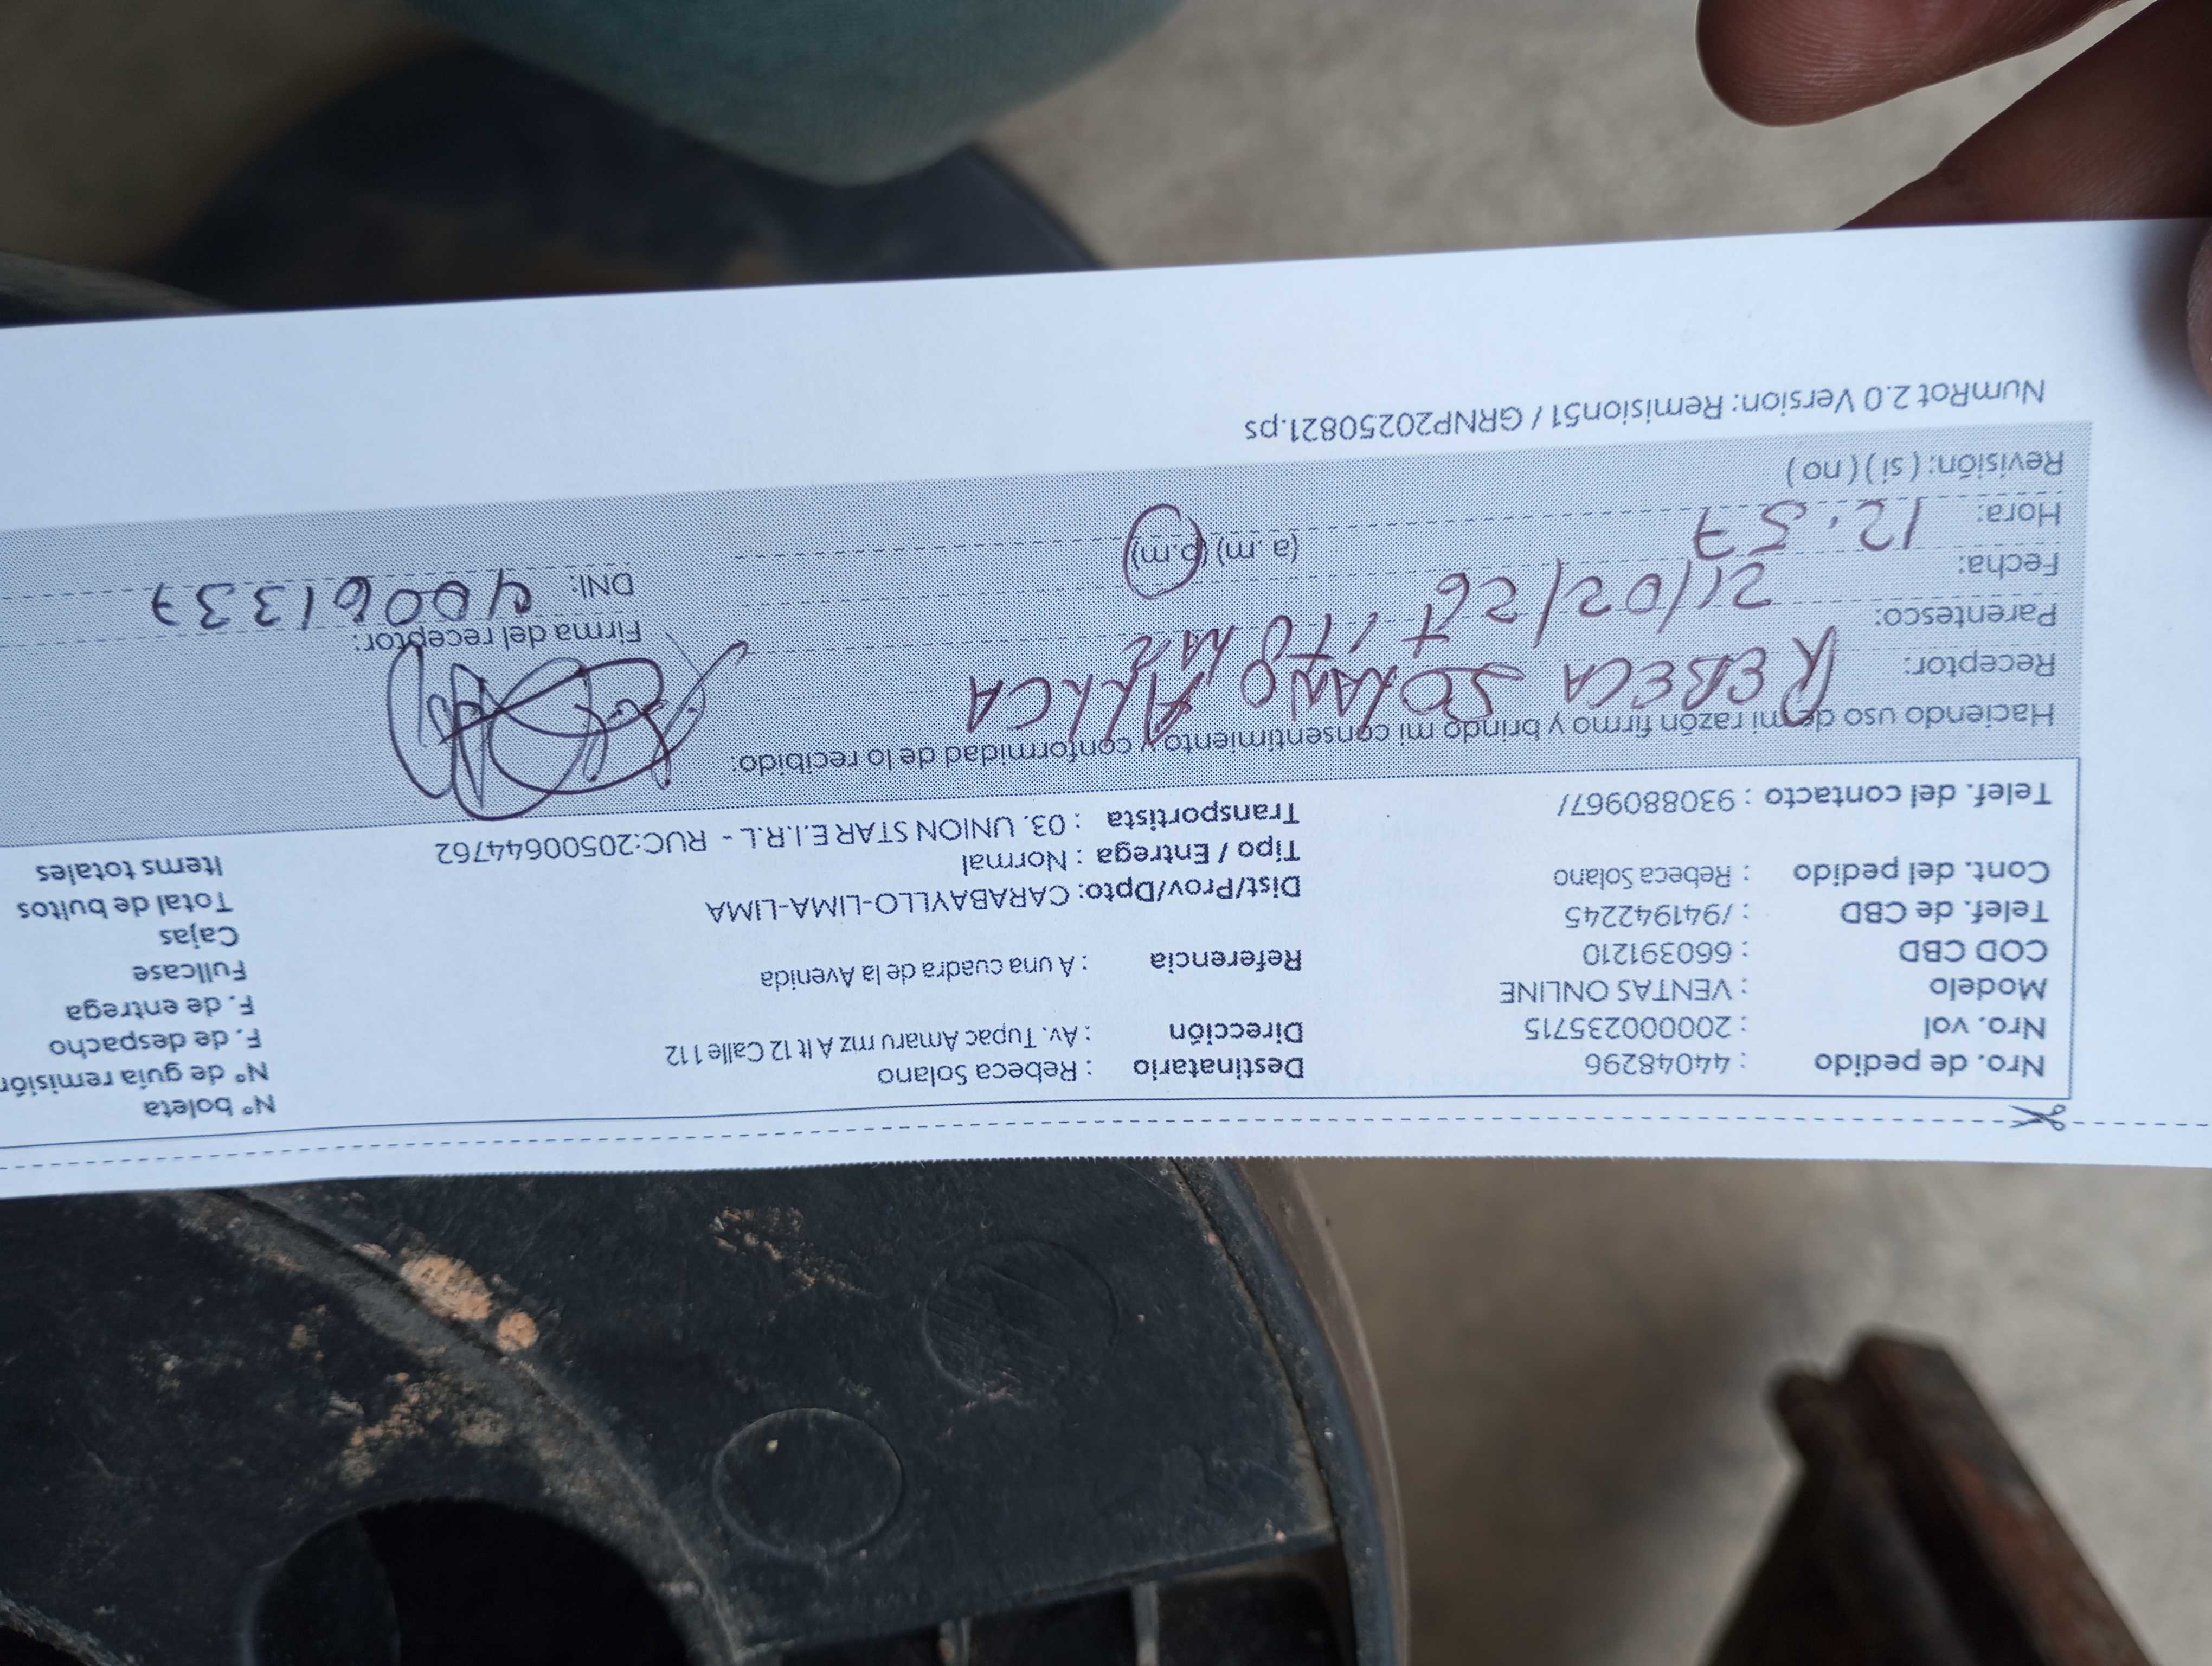 Nro. de pedido : 44048296 Destinatario : Rebeca Solano N° boleta
Nro. vol : 2000000235715 Dirección : Av. Tupac Amaru mz A lt 12 Calle 112 N° de guía remisión
Modelo : VENTAS ONLINE F. de despacho
COD CBD : 660391210 Referencia : A una cuadra de la Avenida F. de entrega
Telef. de CBD : /941942245 Fullcase
Cont. del pedido : Rebeca Solano Dist/Prov/Dpto: CARABAYLLO-LIMA-LIMA Cajas
Tipo / Entrega : Normal Total de bultos
Telef. del contacto : 930880967/ Transportista : 03. UNION STAR E.I.R.L - RUC:20500644762 Items totales
Haciendo uso de mi razón firmo y brindo mi consentimiento y conformidad de lo recibido:
Receptor: REBECA SOLANO ALLCA
Parentesco: Firma del receptor:
Fecha: 21/02/26 DNI: 40061337
Hora: 12.57 (a.m) (p.m)
Revisión: ( si ) ( no )
NumRot 2.0 Version: Remision51 / GRNP20250821.ps